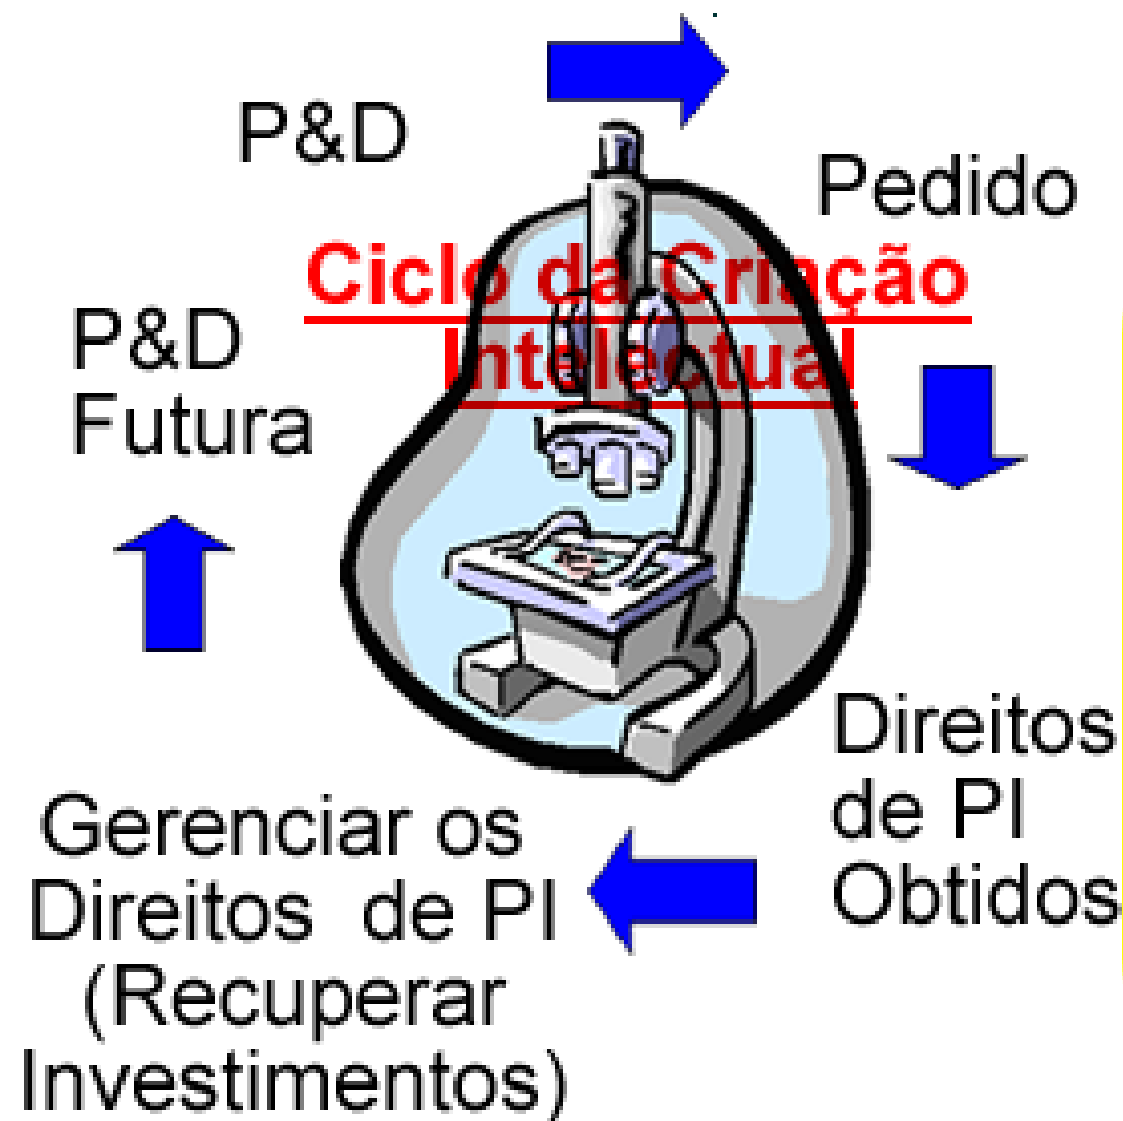 P&D
Pedido
Ciclo da Criação
Intelectual
P&D
Futura
Direitos
de PI
Obtidos
Gerenciar os
Direitos de PI
(Recuperar
Investimentos)